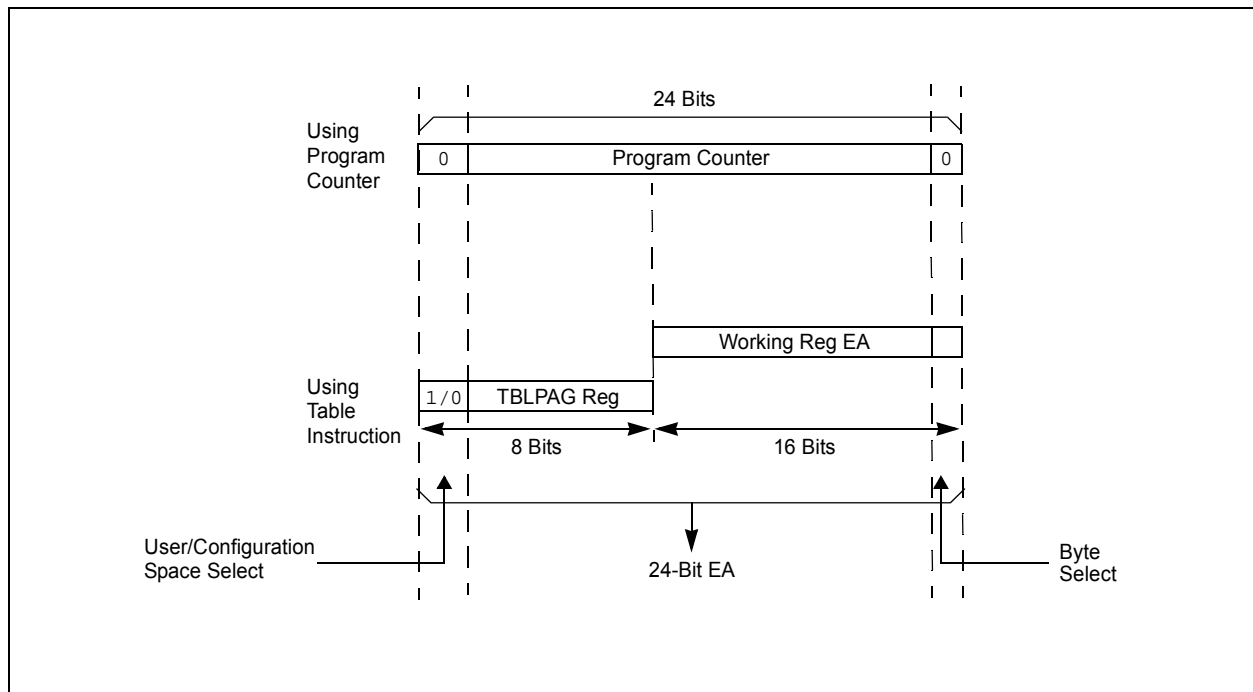 24 Bits
Using
Program
Counter
0
Program Counter
0
Working Reg EA
Using
Table
Instruction
1/0
TBLPAG Reg
8 Bits
16 Bits
User/Configuration
Space Select
24-Bit EA
Byte
Select